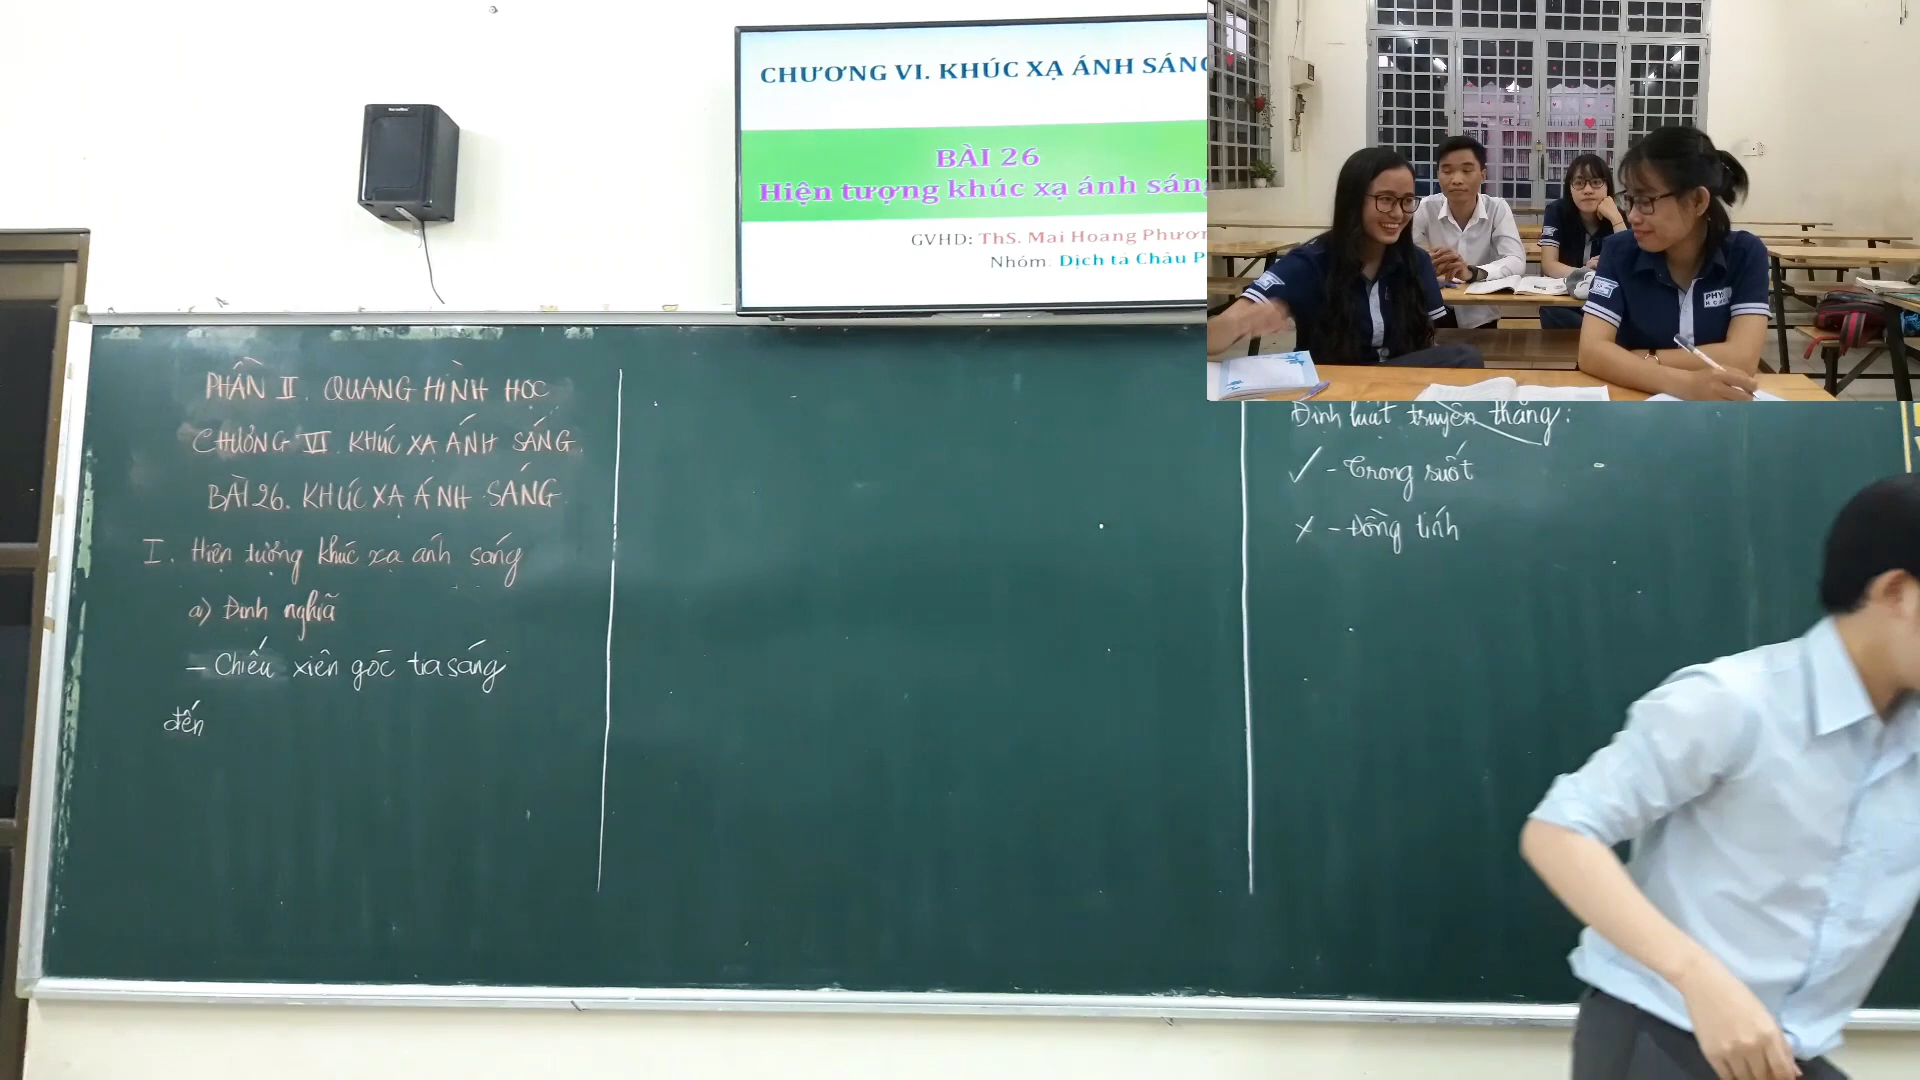 CHƯƠNG VI. KHÚC XẠ ÁNH SÁNG
BÀI 26
Hiện tượng khúc xạ ánh sáng
GVHD: ThS. Mai Hoang Phươn
Nhóm. Dịch tả Châu P
PHẦN II. QUANG HÌNH HỌC
CHƯƠNG VI. KHÚC XẠ ÁNH SÁNG.
BÀI 26. KHÚC XẠ ÁNH SÁNG.
I. Hiện tượng khúc xạ ánh sáng
a) Định nghĩa
- Chiếu xiên góc tia sáng
đến
Định luật truyền thẳng:
✓ - Trong suốt
✗ - Đồng tính
PHY